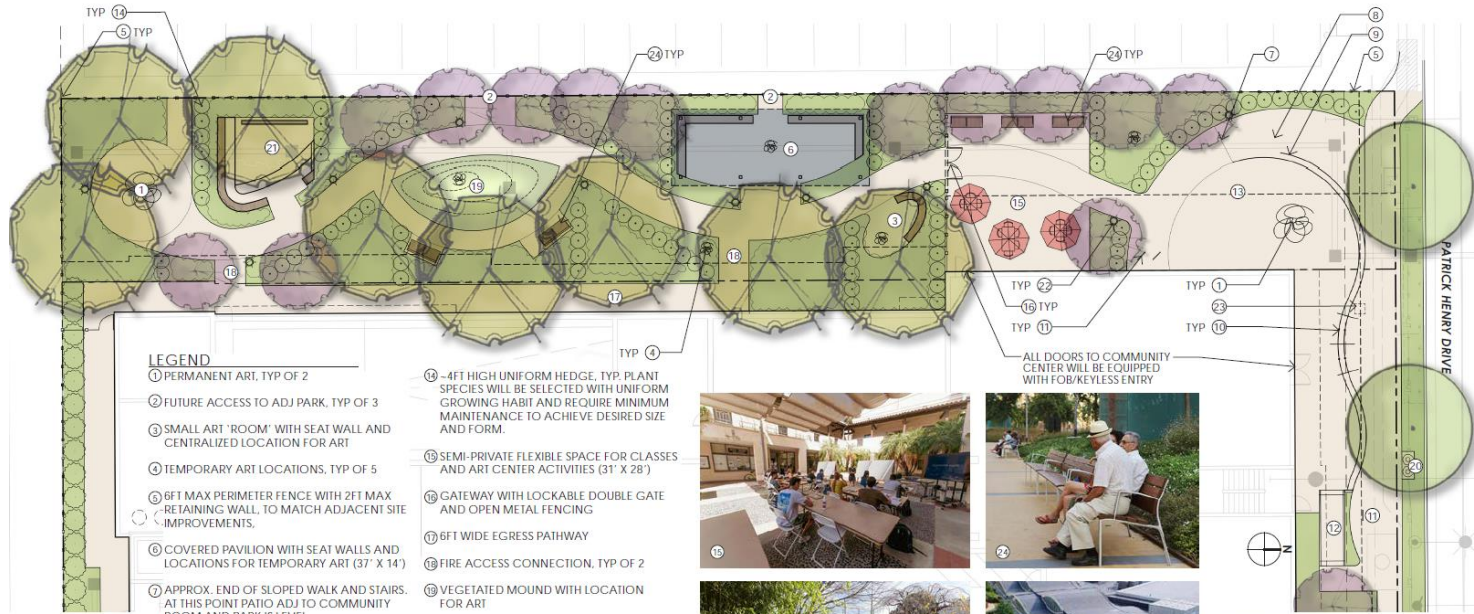 TYP 14
5 TYP
24 TYP
24 TYP
7
8
9
5
2
2
21
1
19
6
15
13
3
18
18
17
TYP 22
16 TYP
TYP 11
TYP 1
23
TYP 10
TYP 4
PATRICK HENRY DRIVE
ALL DOORS TO COMMUNITY
CENTER WILL BE EQUIPPED
WITH FOB/KEYLESS ENTRY
20
12
11
N
LEGEND
1 PERMANENT ART, TYP OF 2
2 FUTURE ACCESS TO ADJ PARK, TYP OF 3
3 SMALL ART 'ROOM' WITH SEAT WALL AND
CENTRALIZED LOCATION FOR ART
4 TEMPORARY ART LOCATIONS, TYP OF 5
5 6FT MAX PERIMETER FENCE WITH 2FT MAX
RETAINING WALL, TO MATCH ADJACENT SITE
IMPROVEMENTS,
6 COVERED PAVILION WITH SEAT WALLS AND
LOCATIONS FOR TEMPORARY ART (37' X 14')
7 APPROX. END OF SLOPED WALK AND STAIRS.
AT THIS POINT PATIO ADJ TO COMMUNITY
ROOM AND PARK IS LEVEL
14 ~4FT HIGH UNIFORM HEDGE, TYP. PLANT
SPECIES WILL BE SELECTED WITH UNIFORM
GROWING HABIT AND REQUIRE MINIMUM
MAINTENANCE TO ACHIEVE DESIRED SIZE
AND FORM.
15 SEMI-PRIVATE FLEXIBLE SPACE FOR CLASSES
AND ART CENTER ACTIVITIES (31' X 28')
16 GATEWAY WITH LOCKABLE DOUBLE GATE
AND OPEN METAL FENCING
17 6FT WIDE EGRESS PATHWAY
18 FIRE ACCESS CONNECTION, TYP OF 2
19 VEGETATED MOUND WITH LOCATION
FOR ART
15
24